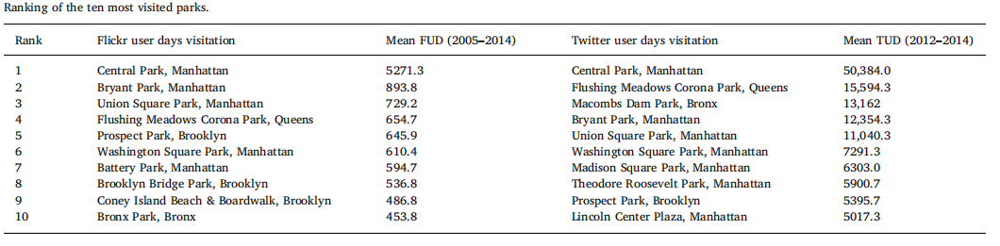 Ranking of the ten most visited parks.
Rank Flickr user days visitation Mean FUD (2005–2014) Twitter user days visitation Mean TUD (2012–2014)
1 Central Park, Manhattan 5271.3 Central Park, Manhattan 50,384.0
2 Bryant Park, Manhattan 893.8 Flushing Meadows Corona Park, Queens 15,594.3
3 Union Square Park, Manhattan 729.2 Macombs Dam Park, Bronx 13,162
4 Flushing Meadows Corona Park, Queens 654.7 Bryant Park, Manhattan 12,354.3
5 Prospect Park, Brooklyn 645.9 Union Square Park, Manhattan 11,040.3
6 Washington Square Park, Manhattan 610.4 Washington Square Park, Manhattan 7291.3
7 Battery Park, Manhattan 594.7 Madison Square Park, Manhattan 6303.0
8 Brooklyn Bridge Park, Brooklyn 536.8 Theodore Roosevelt Park, Manhattan 5900.7
9 Coney Island Beach & Boardwalk, Brooklyn 486.8 Prospect Park, Brooklyn 5395.7
10 Bronx Park, Bronx 453.8 Lincoln Center Plaza, Manhattan 5017.3